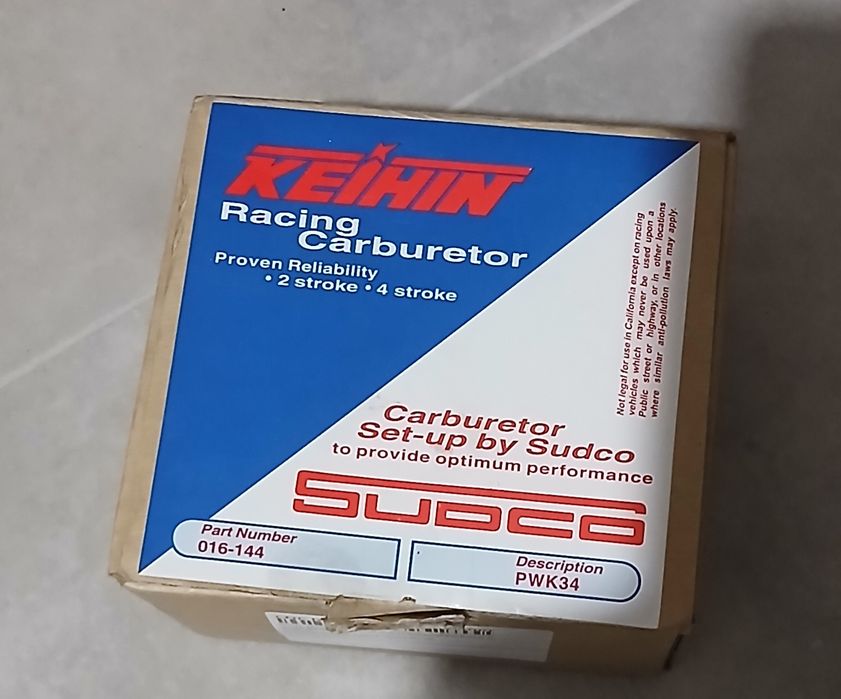 KEIHIN
Racing
Carburetor
Proven Reliability
• 2 stroke • 4 stroke
Not legal for use in California except on racing
vehicles which may never be used upon a
Public street or highway, or in other locations
where similar anti-pollution laws may apply.
Carburetor
Set-up by Sudco
to provide optimum performance
SUDCO
Part Number
016-144
Description
PWK34